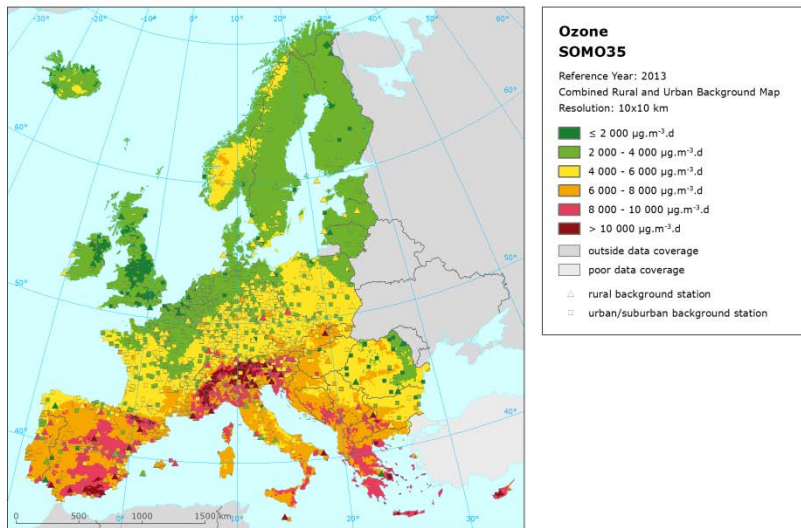 -30° -20° -10° 0° 10° 20° 30° 40° 50° 60°
60°
60°
50°
50°
40°
40°
0 500 1000 1500 km
0° 10° 20° 30°
Ozone
SOMO35
Reference Year: 2013
Combined Rural and Urban Background Map
Resolution: 10x10 km
≤ 2 000 µg.m⁻³.d
2 000 - 4 000 µg.m⁻³.d
4 000 - 6 000 µg.m⁻³.d
6 000 - 8 000 µg.m⁻³.d
8 000 - 10 000 µg.m⁻³.d
> 10 000 µg.m⁻³.d
outside data coverage
poor data coverage
rural background station
urban/suburban background station